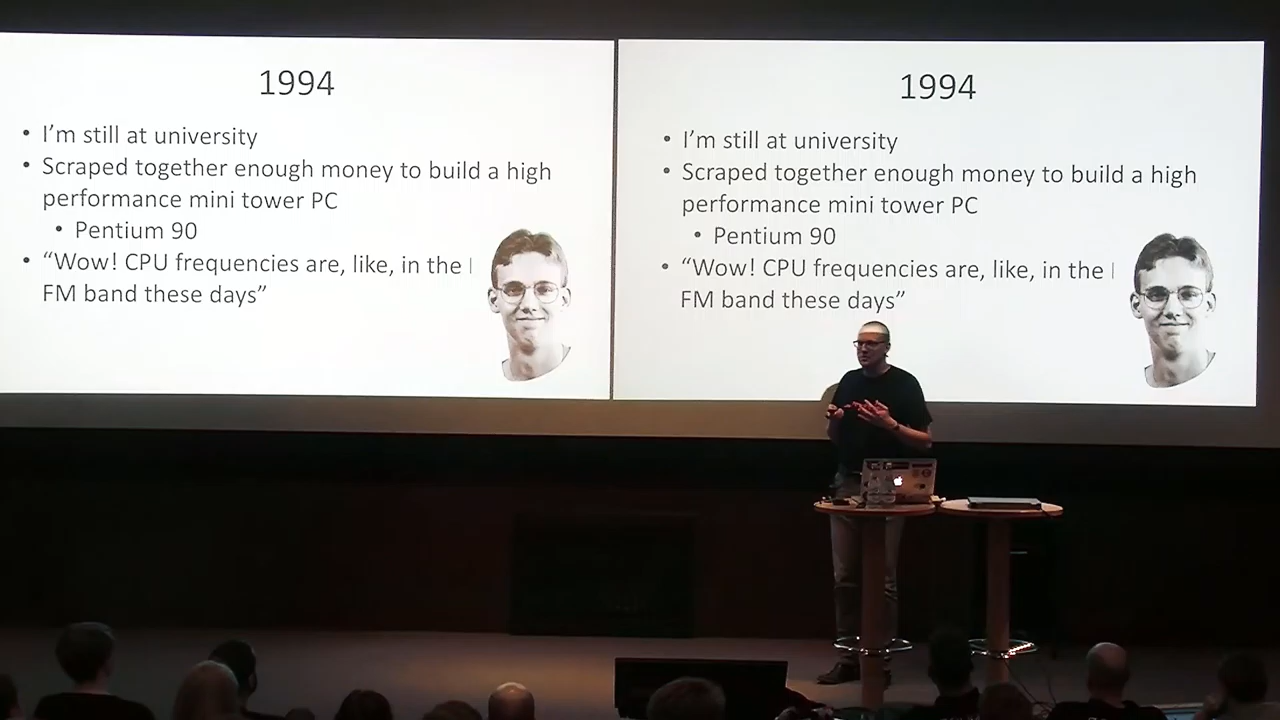 1994
• I'm still at university
• Scraped together enough money to build a high
performance mini tower PC
• Pentium 90
• “Wow! CPU frequencies are, like, in the
FM band these days”
1994
• I'm still at university
• Scraped together enough money to build a high
performance mini tower PC
• Pentium 90
• “Wow! CPU frequencies are, like, in the
FM band these days”